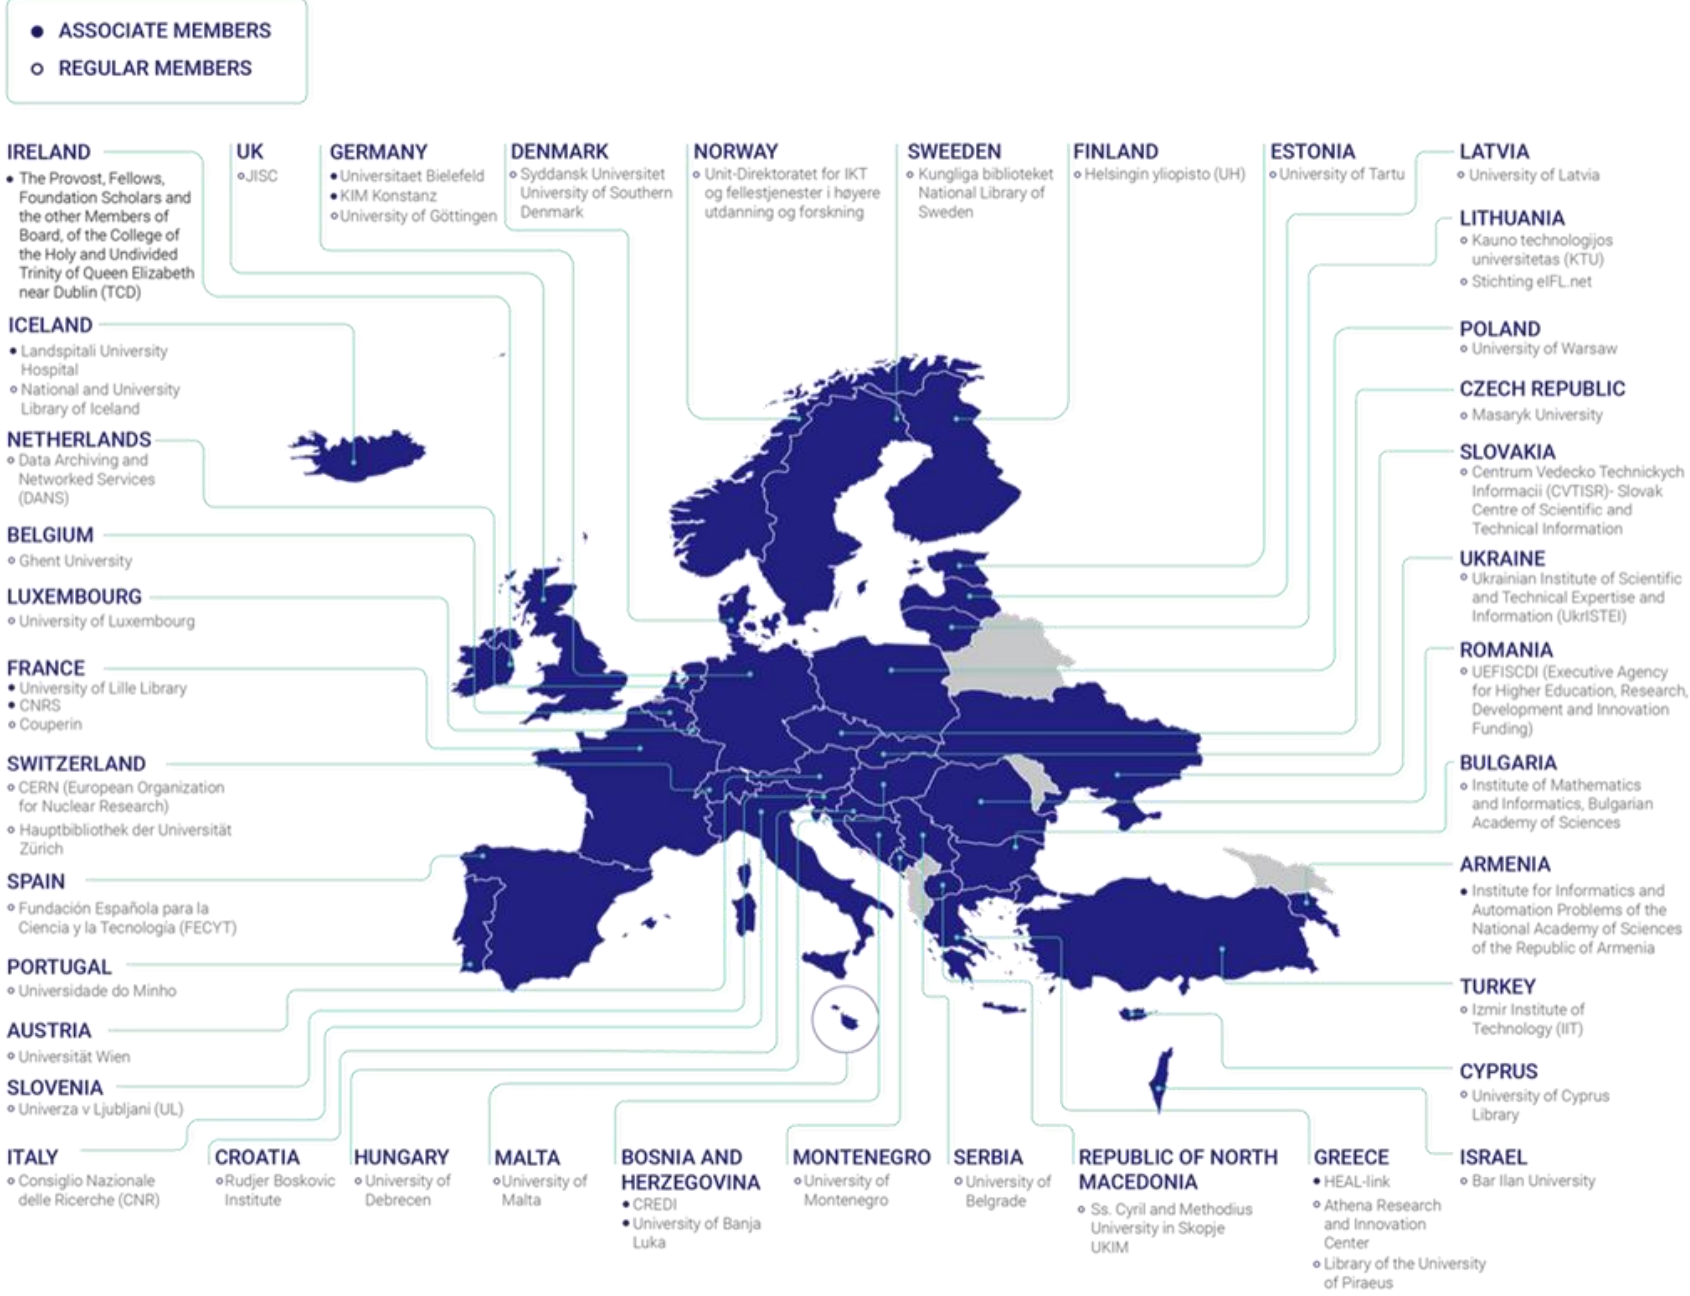 ASSOCIATE MEMBERS
REGULAR MEMBERS
IRELAND
The Provost, Fellows,
Foundation Scholars and
the other Members of
Board, of the College of
the Holy and Undivided
Trinity of Queen Elizabeth
near Dublin (TCD)
UK
JISC
GERMANY
Universitaet Bielefeld
KIM Konstanz
University of Göttingen
DENMARK
Syddansk Universitet
University of Southern
Denmark
NORWAY
Unit-Direktoratet for IKT
og fellestjenester i høyere
utdanning og forskning
SWEEDEN
Kungliga biblioteket
National Library of
Sweden
FINLAND
Helsingin yliopisto (UH)
ESTONIA
University of Tartu
LATVIA
University of Latvia
LITHUANIA
Kauno technologijos
universitetas (KTU)
Stichting eIFL.net
ICELAND
Landspitali University
Hospital
National and University
Library of Iceland
POLAND
University of Warsaw
CZECH REPUBLIC
Masaryk University
NETHERLANDS
Data Archiving and
Networked Services
(DANS)
SLOVAKIA
Centrum Vedecko Technickych
Informacii (CVTISR)- Slovak
Centre of Scientific and
Technical Information
BELGIUM
Ghent University
UKRAINE
Ukrainian Institute of Scientific
and Technical Expertise and
Information (UkrISTEI)
LUXEMBOURG
University of Luxembourg
ROMANIA
UEFISCDI (Executive Agency
for Higher Education, Research,
Development and Innovation
Funding)
FRANCE
University of Lille Library
CNRS
Couperin
SWITZERLAND
CERN (European Organization
for Nuclear Research)
Hauptbibliothek der Universität
Zürich
BULGARIA
Institute of Mathematics
and Informatics, Bulgarian
Academy of Sciences
SPAIN
Fundación Española para la
Ciencia y la Tecnología (FECYT)
ARMENIA
Institute for Informatics and
Automation Problems of the
National Academy of Sciences
of the Republic of Armenia
PORTUGAL
Universidade do Minho
TURKEY
Izmir Institute of
Technology (IIT)
AUSTRIA
Universität Wien
CYPRUS
University of Cyprus
Library
SLOVENIA
Univerza v Ljubljani (UL)
ITALY
Consiglio Nazionale
delle Ricerche (CNR)
CROATIA
Rudjer Boskovic
Institute
HUNGARY
University of
Debrecen
MALTA
University of
Malta
BOSNIA AND
HERZEGOVINA
CREDI
University of Banja
Luka
MONTENEGRO
University of
Montenegro
SERBIA
University of
Belgrade
REPUBLIC OF NORTH
MACEDONIA
Ss. Cyril and Methodius
University in Skopje
UKIM
GREECE
HEAL-link
Athena Research
and Innovation
Center
Library of the University
of Piraeus
ISRAEL
Bar Ilan University